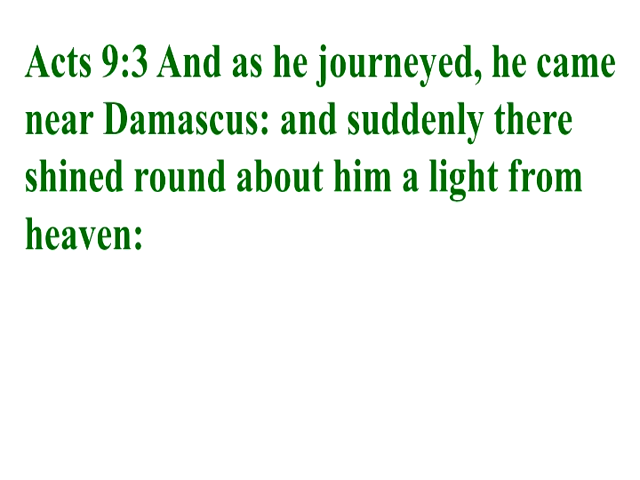 Acts 9:3 And as he journeyed, he came
near Damascus: and suddenly there
shined round about him a light from
heaven: